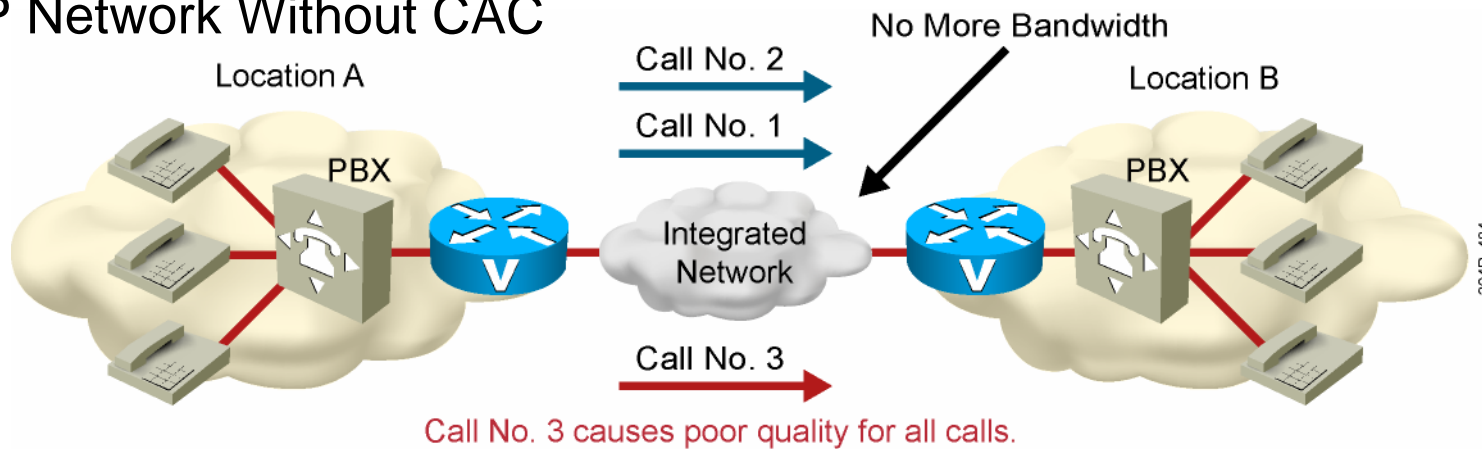 P Network Without CAC
No More Bandwidth
Location A
Call No. 2
Location B
Call No. 1
PBX
PBX
Integrated
Network
V
V
Call No. 3
Call No. 3 causes poor quality for all calls.